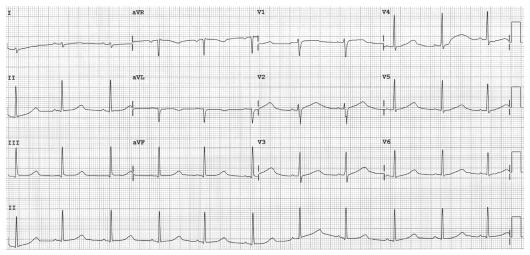 I aVR V1 V4
II aVL V2 V5
III aVF V3 V6
II